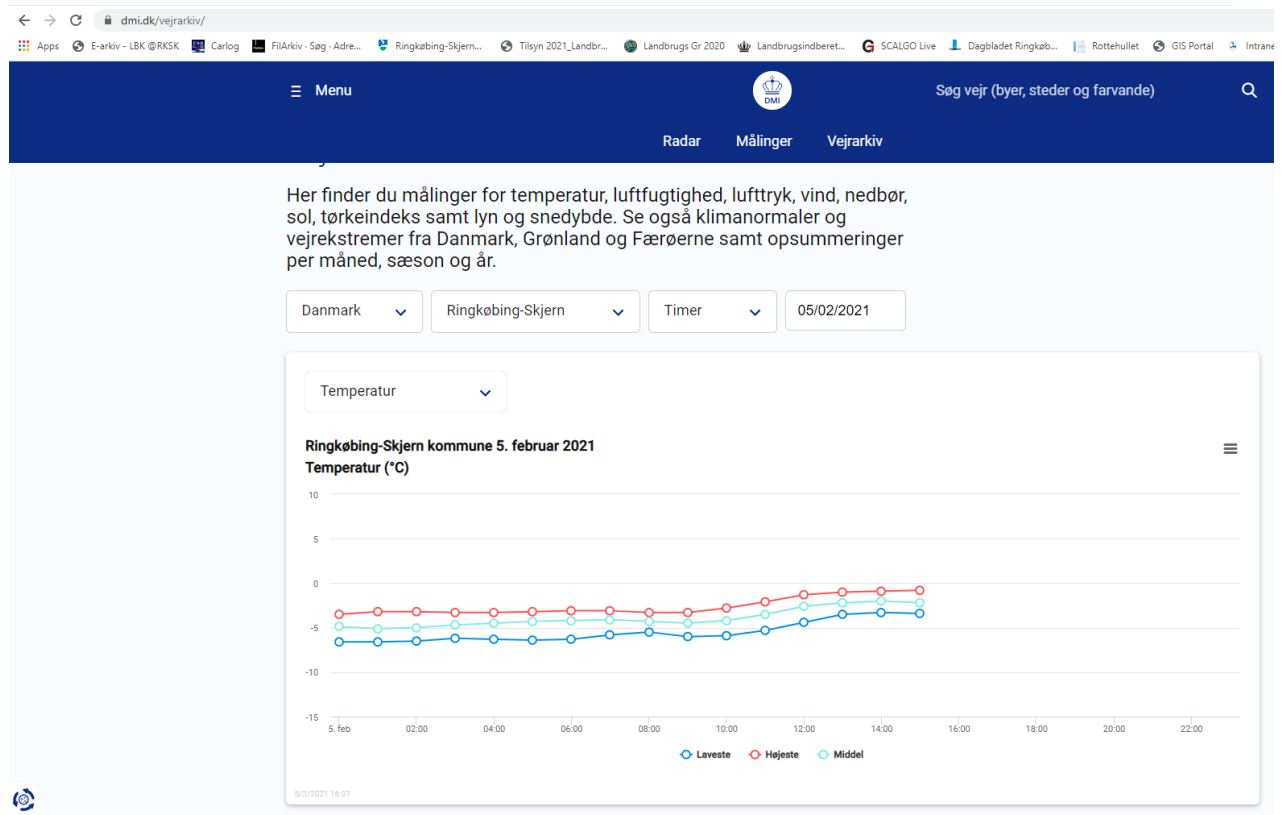 dmi.dk/vejrarkiv/
Apps E-arkiv - LBK @RKSK Carlog FilArkiv - Søg - Adre... Ringkøbing-Skjern... Tilsyn 2021_Landbr... Landbrugs Gr 2020 Landbrugsindberet... SCALGO Live Dagbladet Ringkøb... Rottehullet GIS Portal Intrane
Menu
DMI
Søg vejr (byer, steder og farvande)
Radar Målinger Vejrarkiv
Her finder du målinger for temperatur, luftfugtighed, lufttryk, vind, nedbør,
sol, tørkeindeks samt lyn og snedybde. Se også klimanormaler og
vejrekstremer fra Danmark, Grønland og Færøerne samt opsummeringer
per måned, sæson og år.
Danmark Ringkøbing-Skjern Timer 05/02/2021
Temperatur
Ringkøbing-Skjern kommune 5. februar 2021
Temperatur (°C)
10
5
0
-5
-10
-15
5. feb 02:00 04:00 06:00 08:00 10:00 12:00 14:00 16:00 18:00 20:00 22:00
Laveste Højeste Middel
5/2/2021 16:07